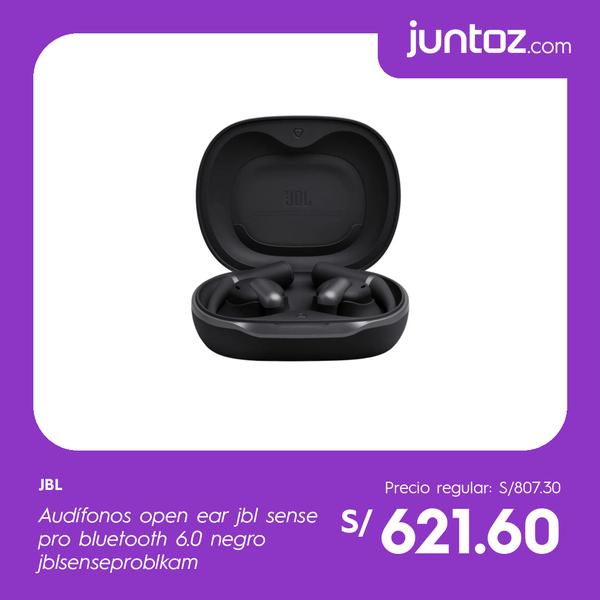 juntoz.com
JBL
JBL
Audífonos open ear jbl sense
pro bluetooth 6.0 negro
jblsenseproblkam
Precio regular: S/807.30
S/ 621.60